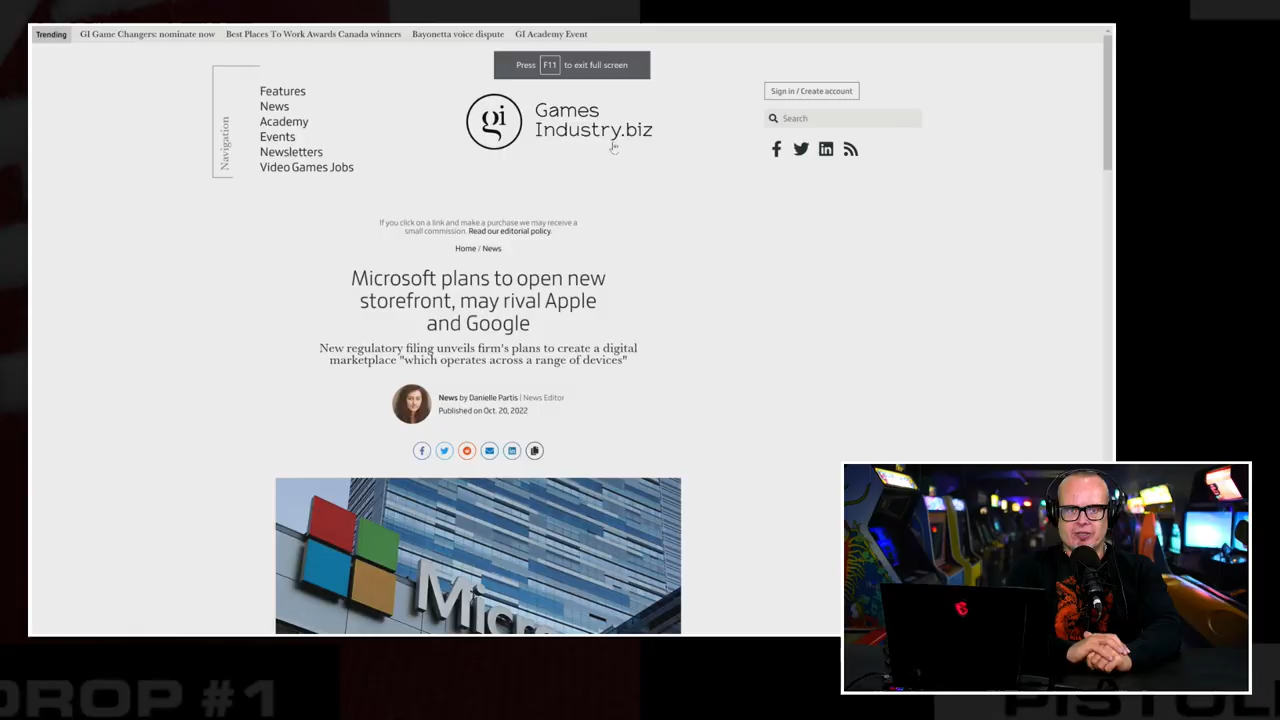 Trending GI Game Changers: nominate now Best Places To Work Awards Canada winners Bayonetta voice dispute GI Academy Event
Press F11 to exit full screen
Navigation
Features
News
Academy
Events
Newsletters
Video Games Jobs
gi
Games
Industry.biz
Sign in / Create account
Search
If you click on a link and make a purchase we may receive a
small commission. Read our editorial policy.
Home / News
Microsoft plans to open new
storefront, may rival Apple
and Google
New regulatory filing unveils firm's plans to create a digital
marketplace "which operates across a range of devices"
News by Danielle Partis | News Editor
Published on Oct. 20, 2022
Micr
DROP #1
PISTOL